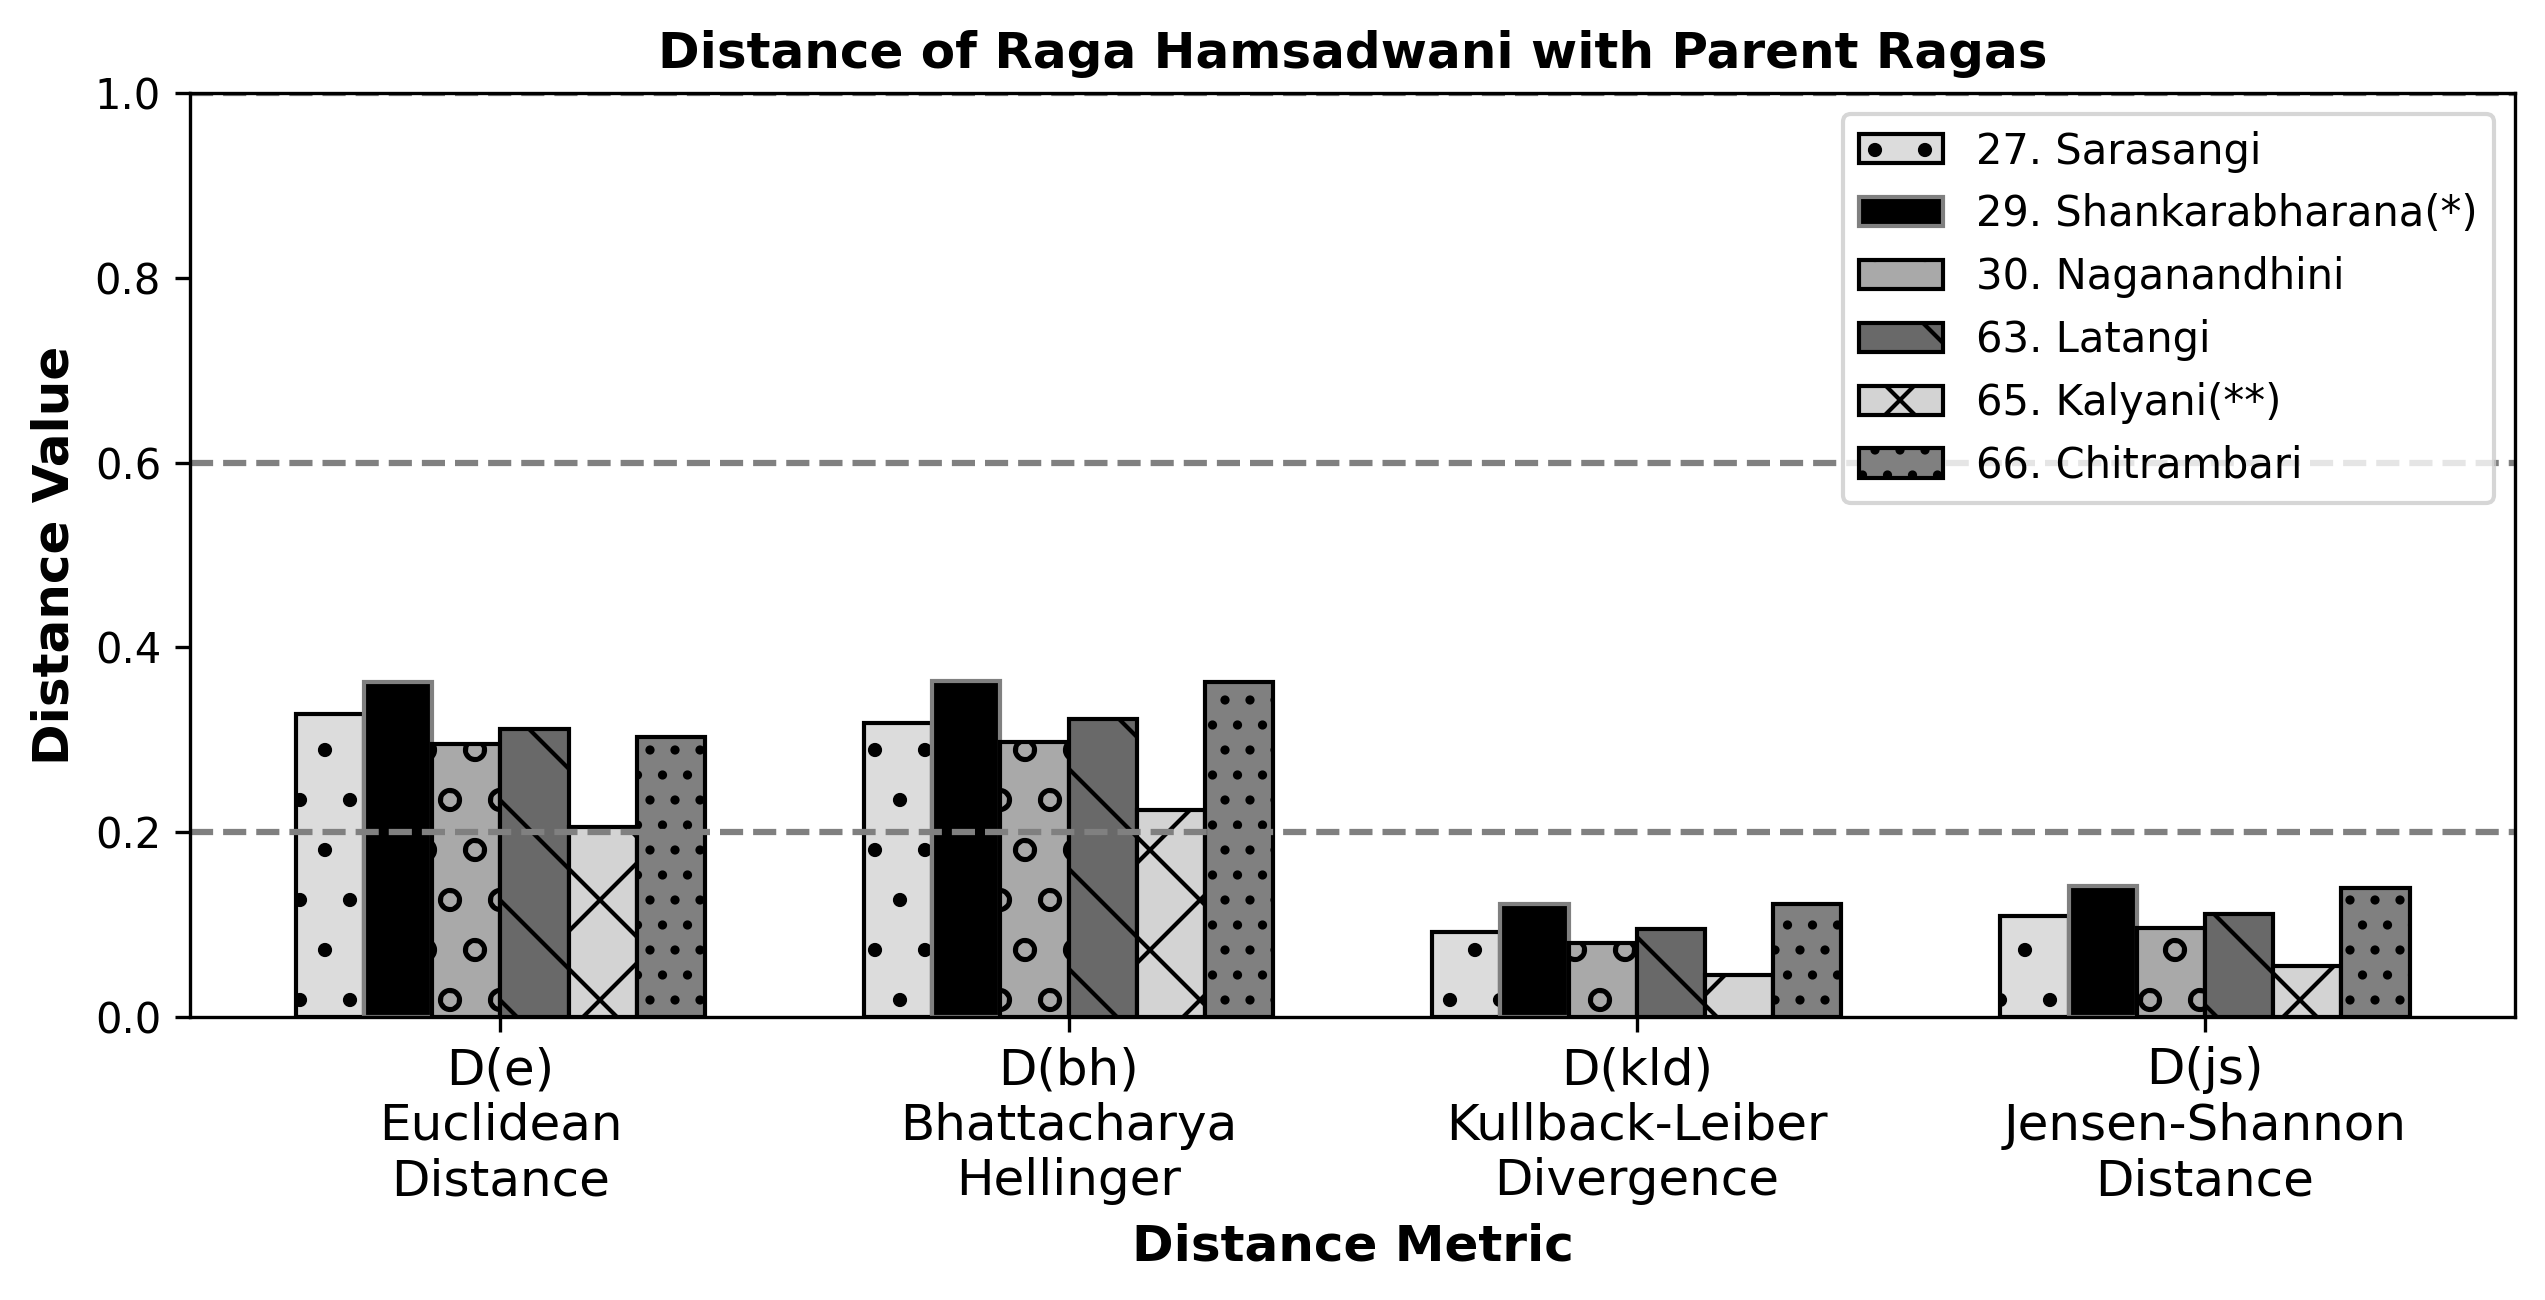 Distance of Raga Hamsadwani with Parent Ragas
1.0
0.8
0.6
0.4
0.2
0.0
Distance Value
27. Sarasangi
29. Shankarabharana(*)
30. Naganandhini
63. Latangi
65. Kalyani(**)
66. Chitrambari
D(e)
Euclidean
Distance
D(bh)
Bhattacharya
Hellinger
D(kld)
Kullback-Leiber
Divergence
D(js)
Jensen-Shannon
Distance
Distance Metric